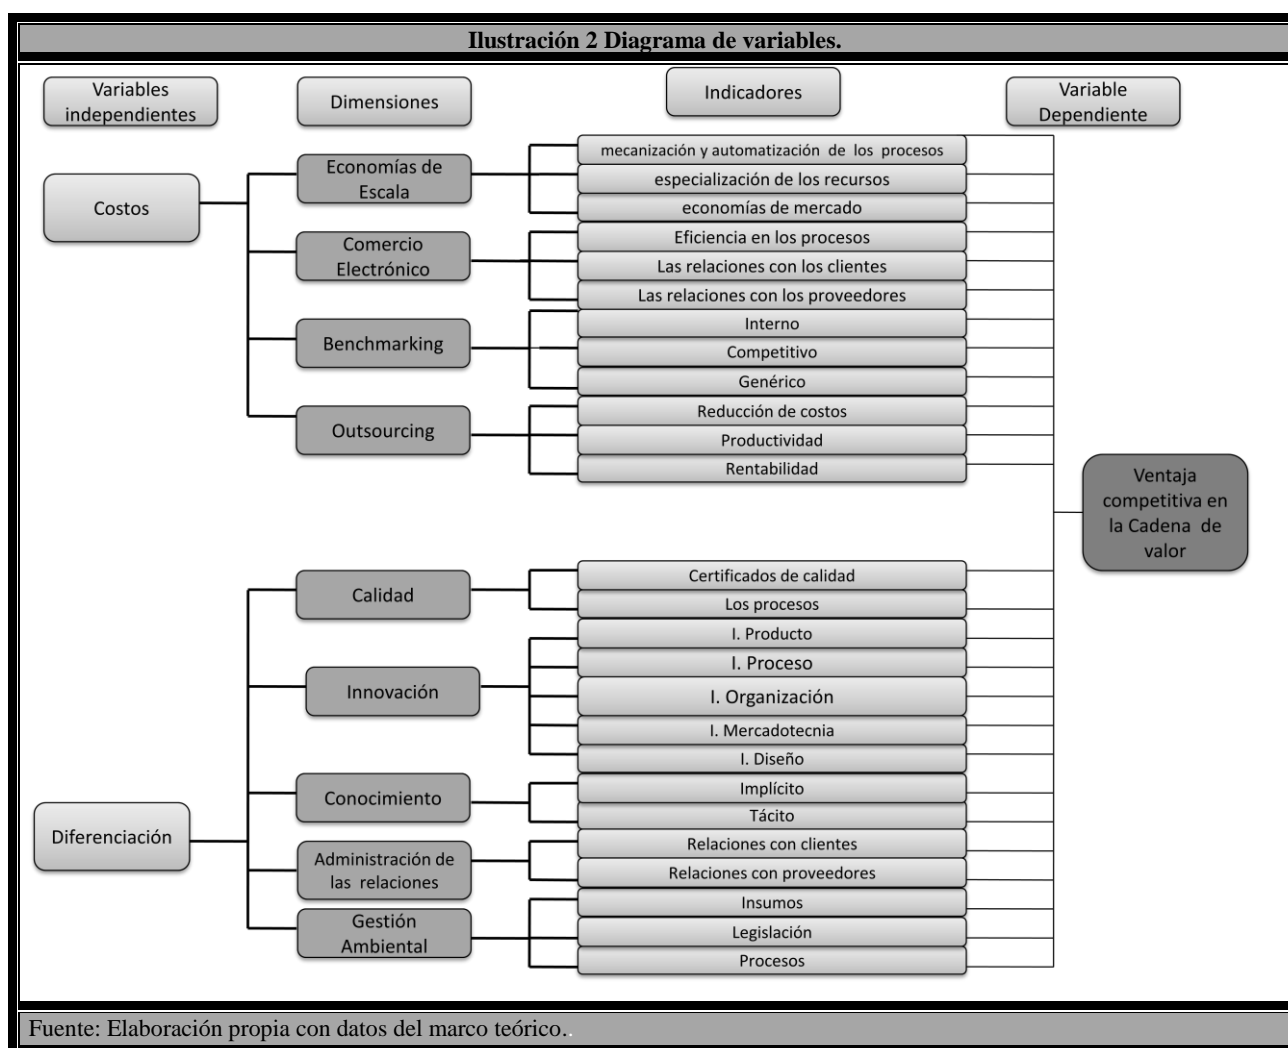 Ilustración 2 Diagrama de variables.
Variables
independientes
Dimensiones
Indicadores
Variable
Dependiente
Costos
Economías de
Escala
mecanización y automatización de los procesos
especialización de los recursos
economías de mercado
Comercio
Electrónico
Eficiencia en los procesos
Las relaciones con los clientes
Las relaciones con los proveedores
Benchmarking
Interno
Competitivo
Genérico
Outsourcing
Reducción de costos
Productividad
Rentabilidad
Ventaja
competitiva en
la Cadena de
valor
Diferenciación
Calidad
Certificados de calidad
Los procesos
Innovación
I. Producto
I. Proceso
I. Organización
I. Mercadotecnia
I. Diseño
Conocimiento
Implícito
Tácito
Administración de
las relaciones
Relaciones con clientes
Relaciones con proveedores
Gestión
Ambiental
Insumos
Legislación
Procesos
Fuente: Elaboración propia con datos del marco teórico..